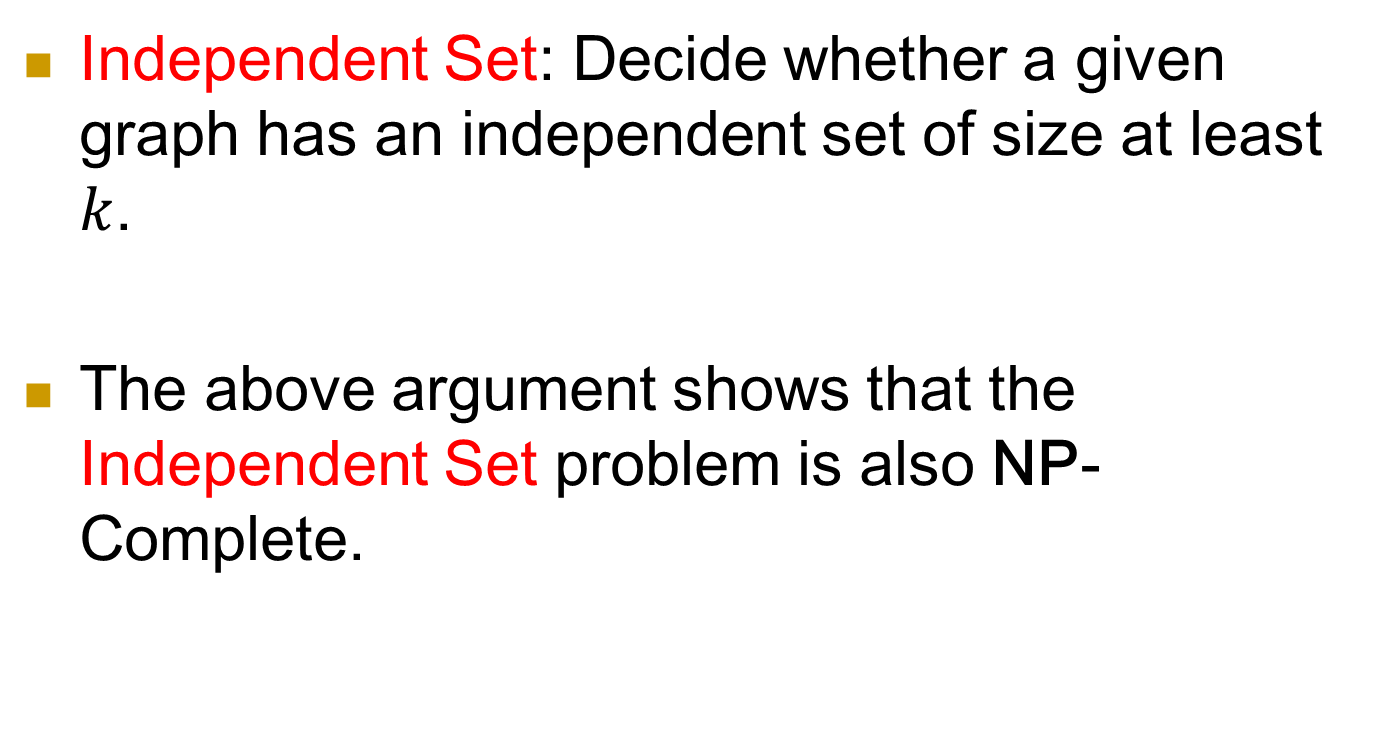 Independent Set: Decide whether a given
graph has an independent set of size at least
k.
The above argument shows that the
Independent Set problem is also NP-
Complete.